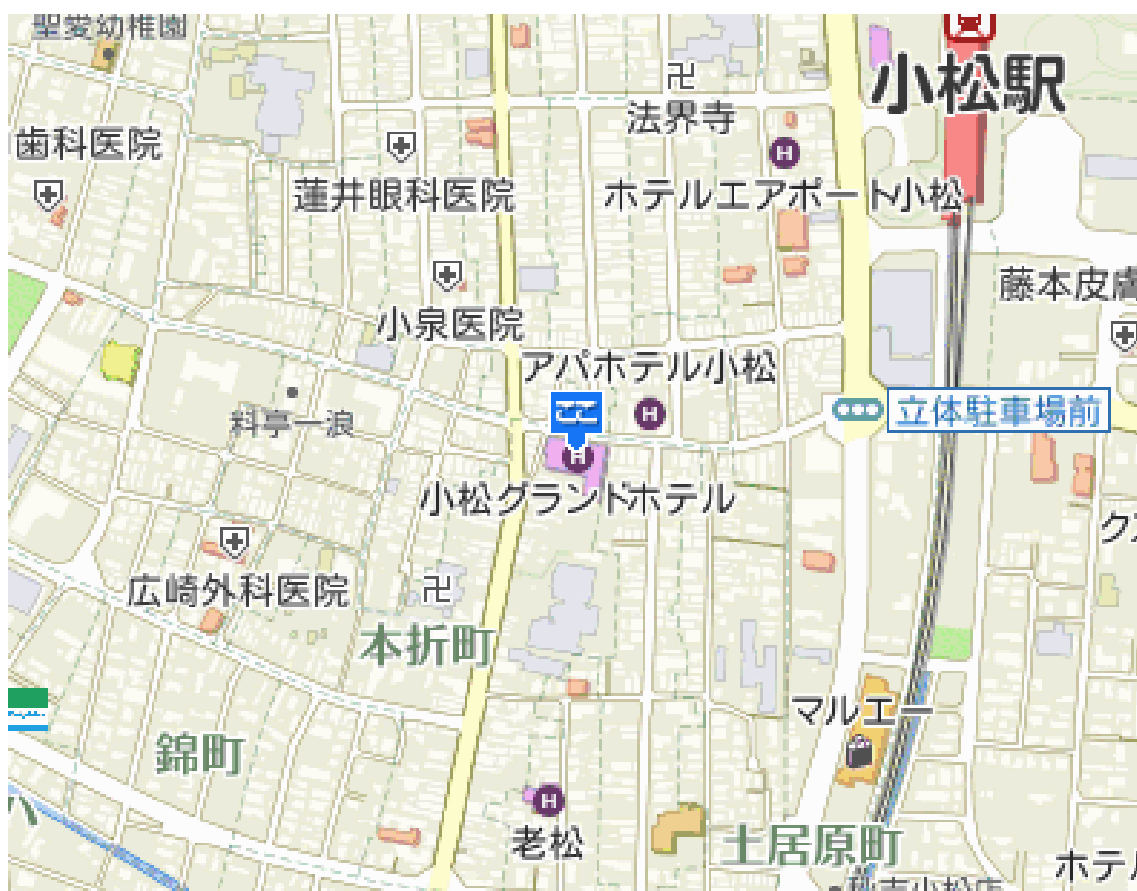 聖愛幼稚園
小松駅
法界寺
歯科医院
蓮井眼科医院
ホテルエアポート小松
藤本皮膚
小泉医院
アパホテル小松
料亭一浪
立体駐車場前
小松グランドホテル
広崎外科医院
本折町
マルエー
錦町
老松
土居原町
ホテル